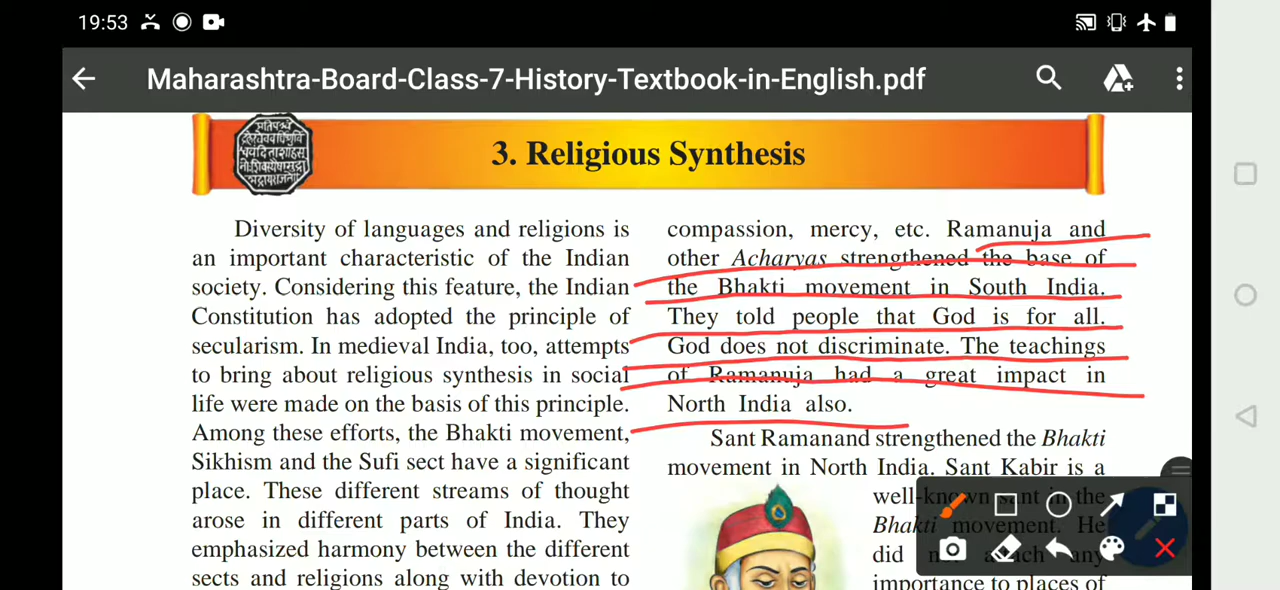 19:53
Maharashtra-Board-Class-7-History-Textbook-in-English.pdf
3. Religious Synthesis
Diversity of languages and religions is
an important characteristic of the Indian
society. Considering this feature, the Indian
Constitution has adopted the principle of
secularism. In medieval India, too, attempts
to bring about religious synthesis in social
life were made on the basis of this principle.
Among these efforts, the Bhakti movement,
Sikhism and the Sufi sect have a significant
place. These different streams of thought
arose in different parts of India. They
emphasized harmony between the different
sects and religions along with devotion to
compassion, mercy, etc. Ramanuja and
other Acharyas strengthened the base of
the Bhakti movement in South India.
They told people that God is for all.
God does not discriminate. The teachings
of Ramanuja had a great impact in
North India also.
Sant Ramanand strengthened the Bhakti
movement in North India. Sant Kabir is a
well-known sant in the
Bhakti movement. He
did not attach any
importance to places of